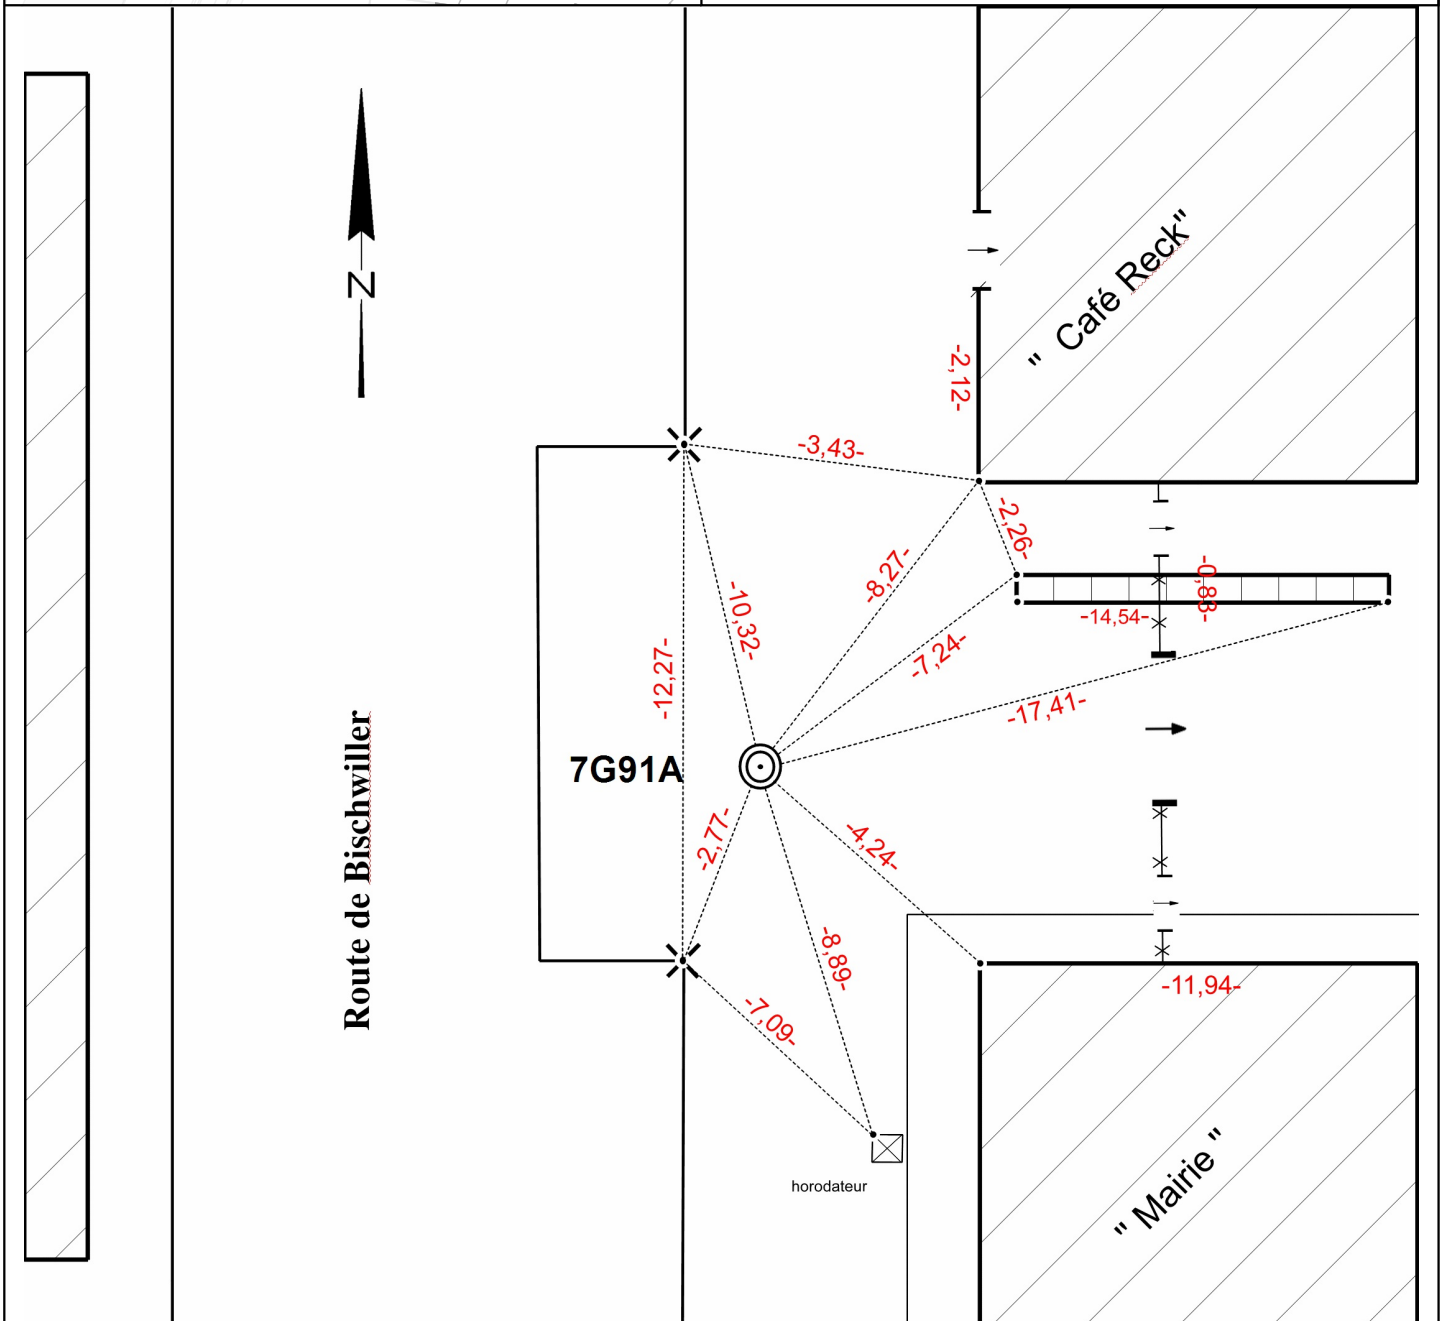 N
" Café Reck"
-2,12-
-3,43-
-2,26-
-8,27-
-0,88-
-10,32-
-14,54-
-12,27-
-7,24-
-17,41-
Route de Bischwiller
7G91A
-2,77-
-4,24-
-8,89-
-11,94-
-7,09-
horodateur
" Mairie "